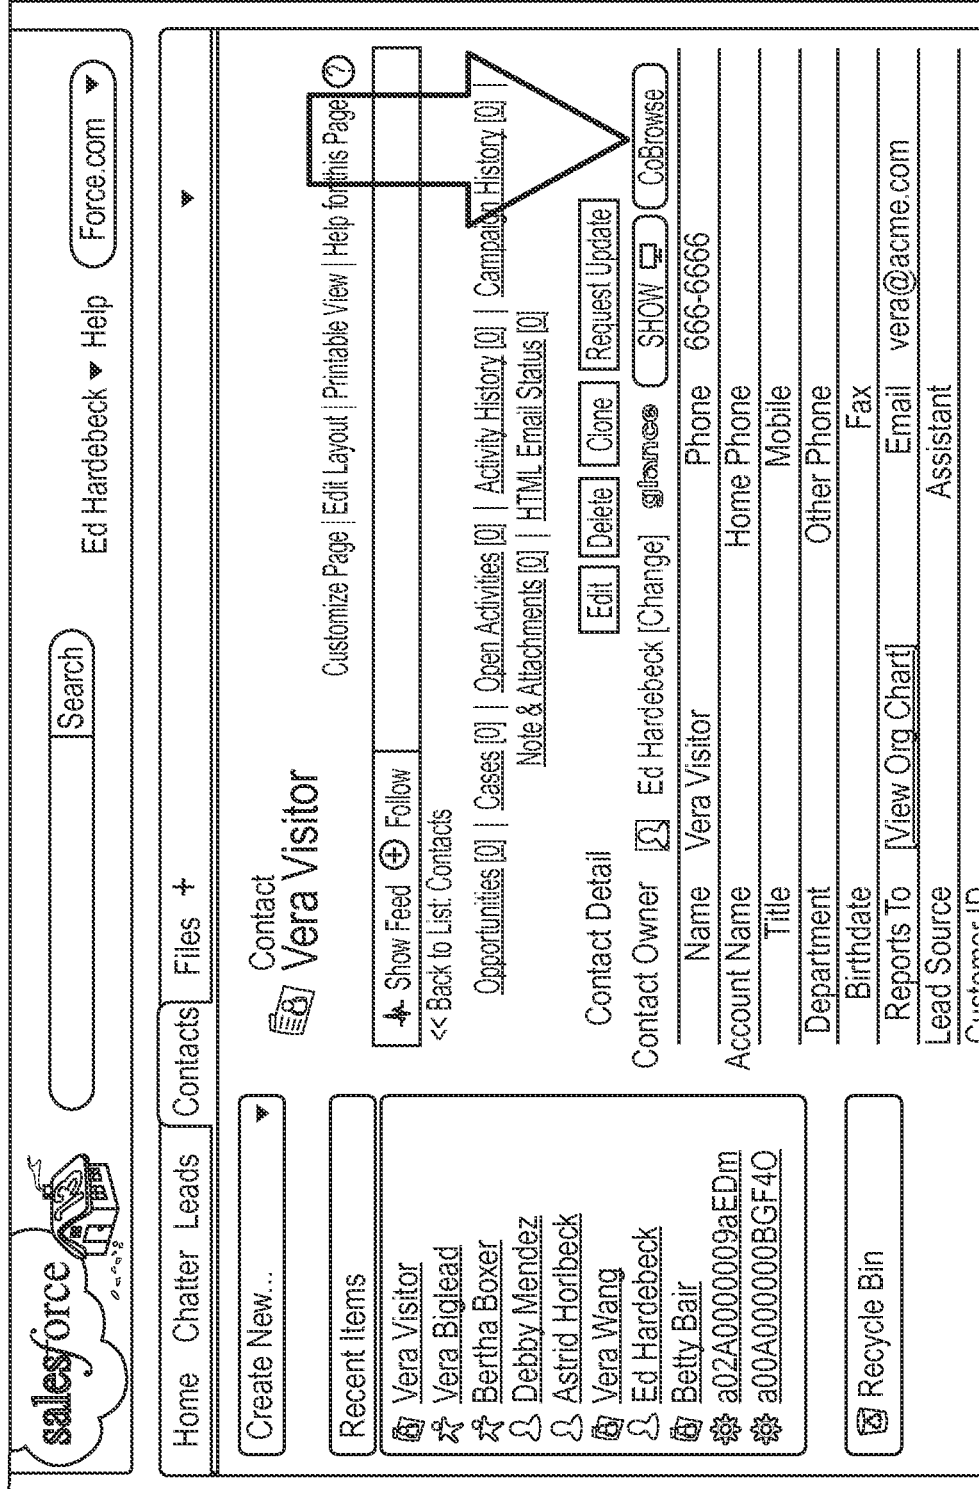 salesforce
Search
Ed Hardebeck ▼ Help
Force.com ▼
Home Chatter Leads Contacts Files +
Create New...
Recent Items
Vera Visitor
Vera Biglead
Bertha Boxer
Debby Mendez
Astrid Horlbeck
Vera Wang
Ed Hardebeck
Betty Bair
a02A0000009aEDm
a00A000000BGF4O
Recycle Bin
Contact
Vera Visitor
Customize Page | Edit Layout | Printable View | Help for this Page ?
Show Feed + Follow
<< Back to List. Contacts
Opportunities [0] | Cases [0] | Open Activities [0] | Activity History [0] | Campaign History [0] |
Note & Attachments [0] | HTML Email Status [0]
Contact Detail
Edit Delete Clone Request Update
Contact Owner Ed Hardebeck [Change] glance SHOW CoBrowse
Name Vera Visitor Phone 666-6666
Account Name Home Phone
Title Mobile
Department Other Phone
Birthdate Fax
Reports To [View Org Chart] Email vera@acme.com
Lead Source Assistant
Customer ID